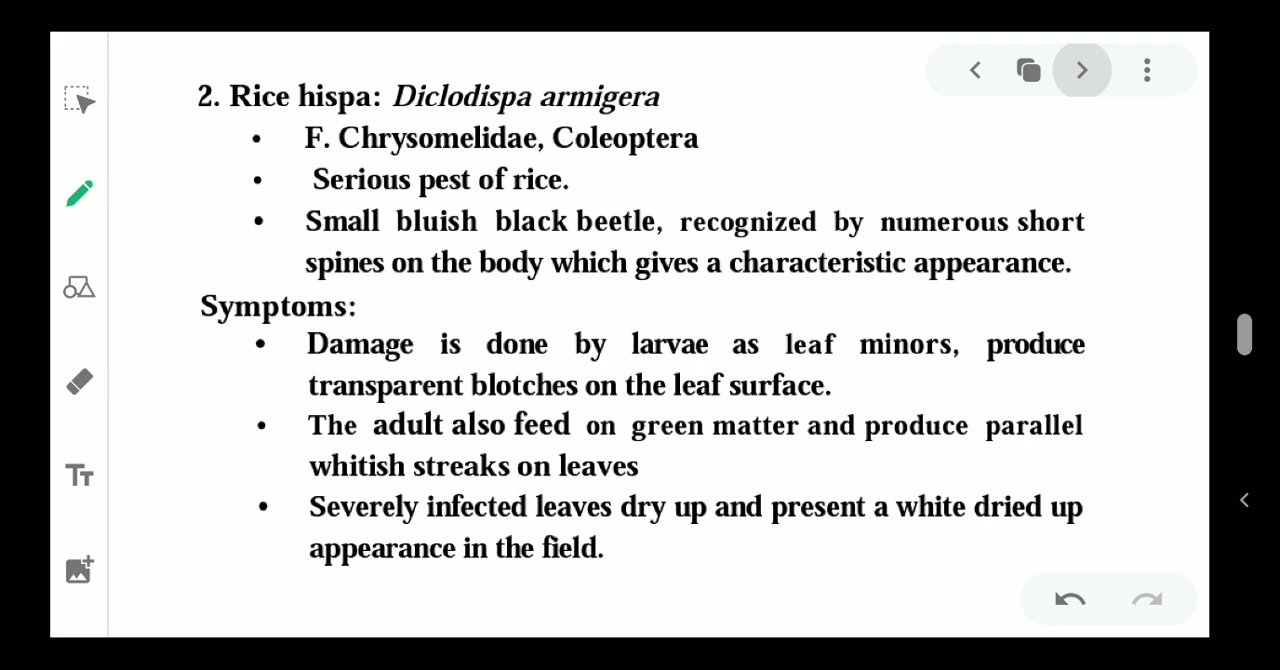 2. Rice hispa: Diclodispa armigera
• F. Chrysomelidae, Coleoptera
• Serious pest of rice.
• Small bluish black beetle, recognized by numerous short
spines on the body which gives a characteristic appearance.
Symptoms:
• Damage is done by larvae as leaf minors, produce
transparent blotches on the leaf surface.
• The adult also feed on green matter and produce parallel
whitish streaks on leaves
• Severely infected leaves dry up and present a white dried up
appearance in the field.
TT